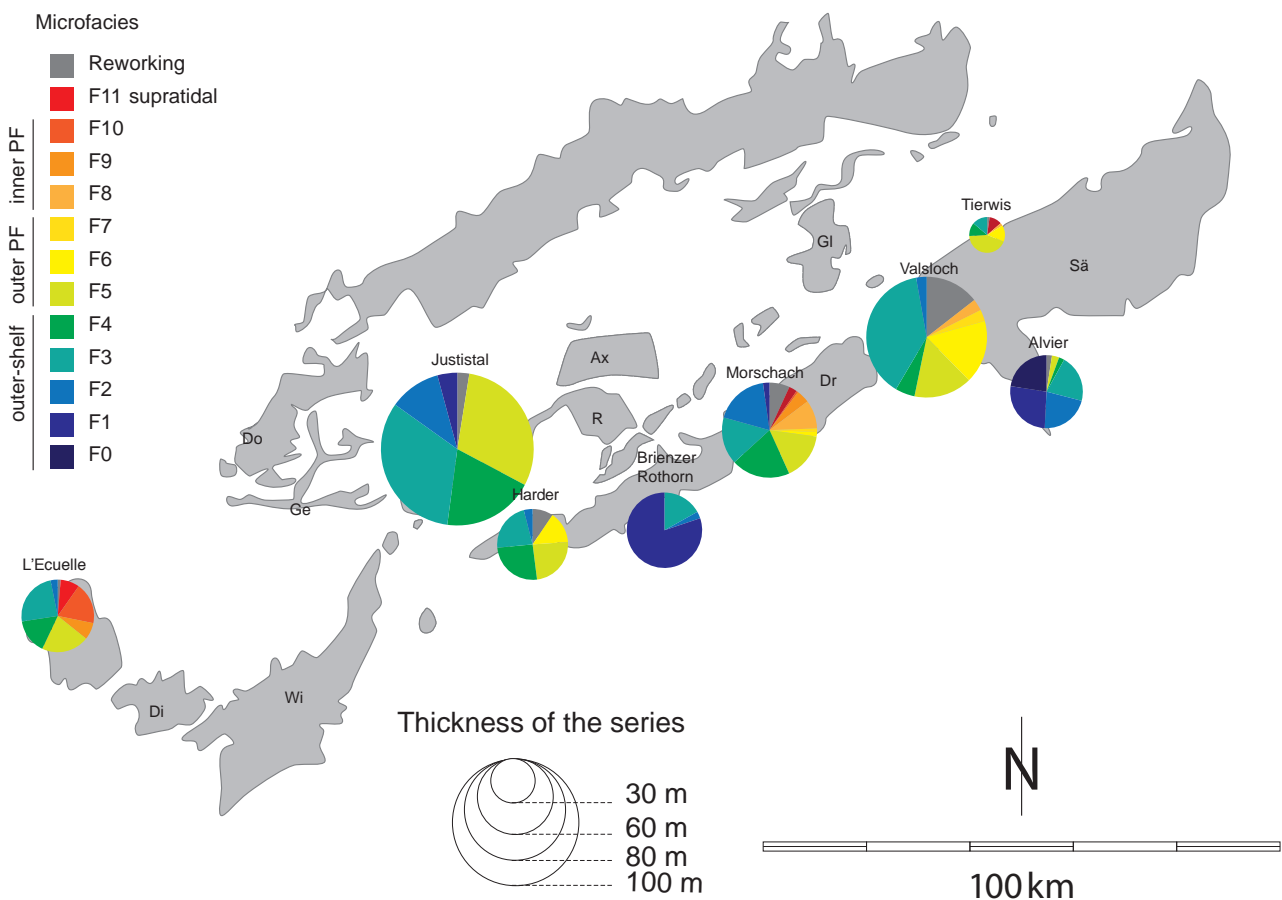 Microfacies
Reworking
F11 supratidal
F10
F9
F8
F7
F6
F5
F4
F3
F2
F1
F0
inner PF
outer PF
outer-shelf
Tierwis
Gl
Sä
Valsloch
Alvier
Ax
Justistal
Morschach
Dr
R
Do
Brienzer
Rothorn
Harder
Ge
L'Ecuelle
Di
Wi
Thickness of the series
30 m
60 m
80 m
100 m
N
100 km